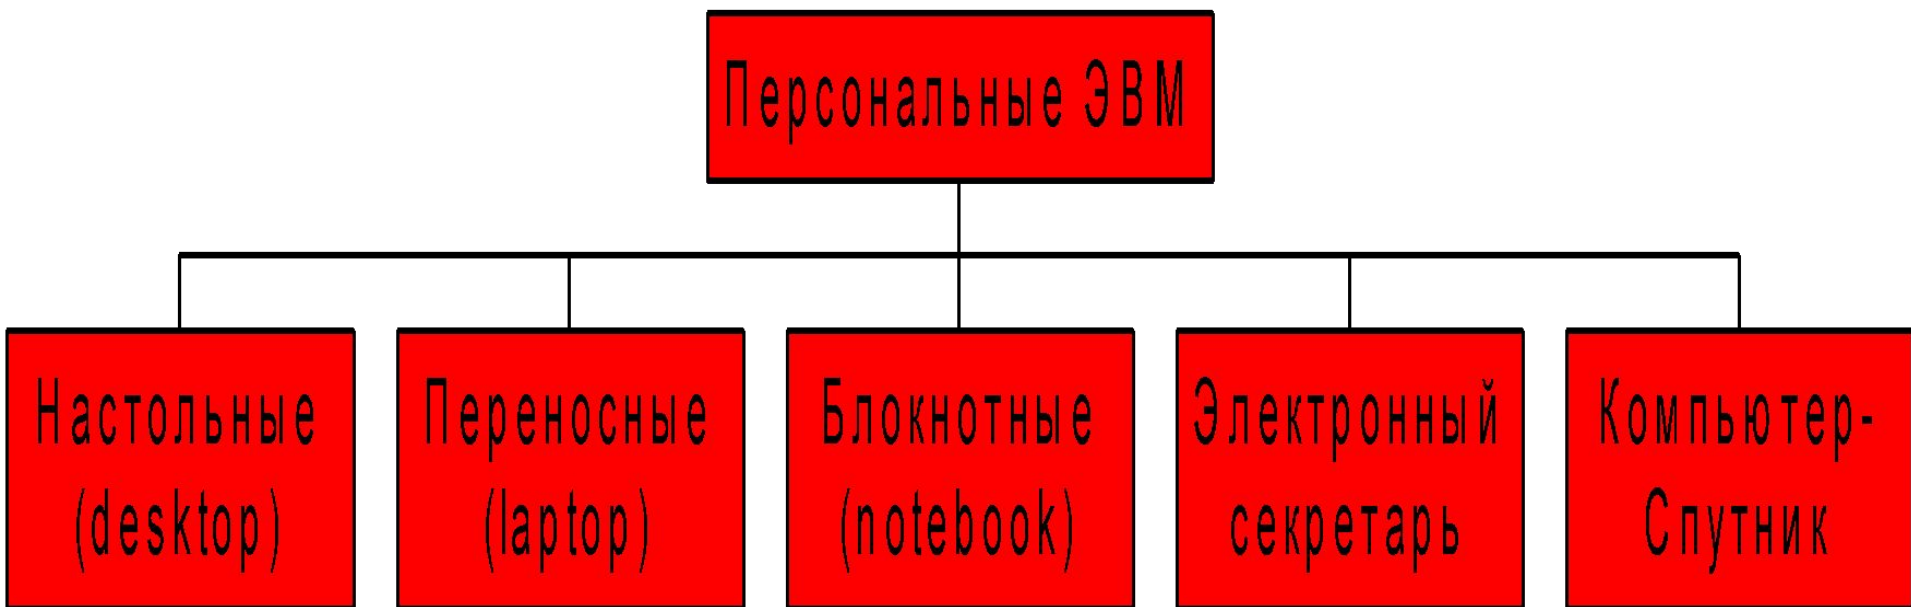 Персональные ЭВМ
Настольные
(desktop)
Переносные
(laptop)
Блокнотные
(notebook)
Электронный
секретарь
Компьютер-
Спутник